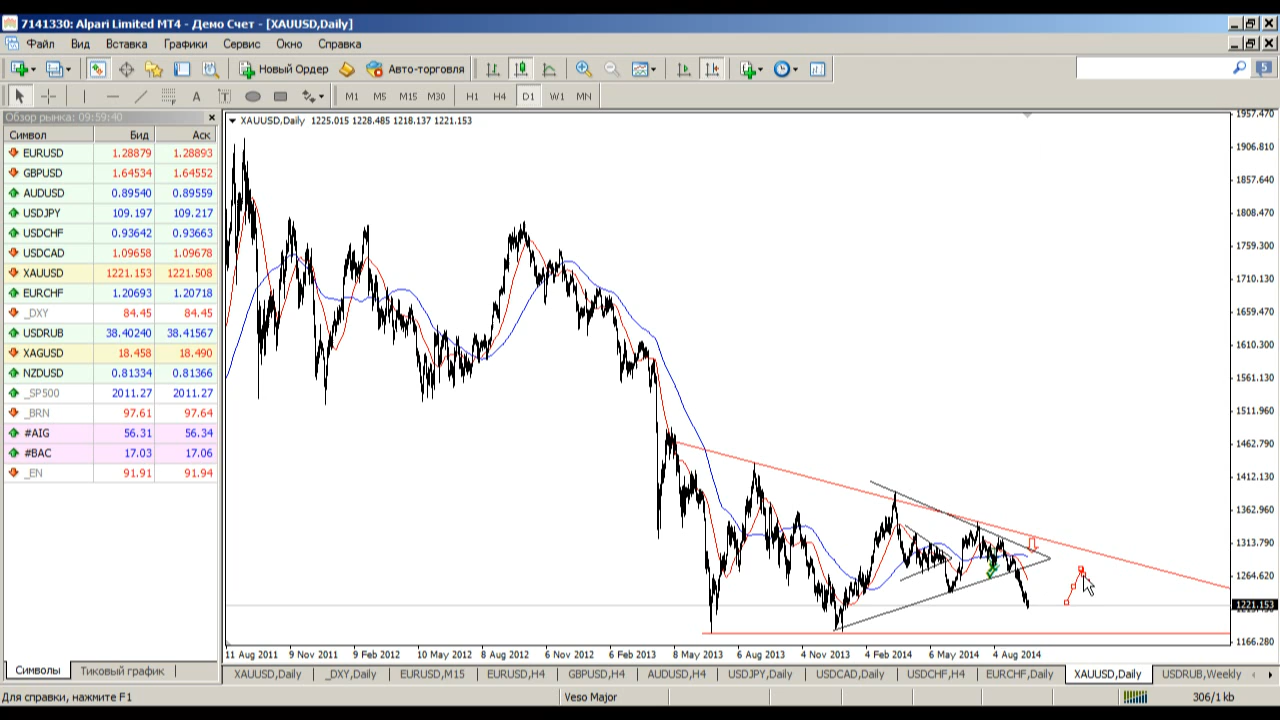 7141330: Alpari Limited MT4 - Демо Счет - [XAUUSD,Daily]
Файл Вид Вставка Графики Сервис Окно Справка
Новый Ордер Авто-торговля 5
A T M1 M5 M15 M30 H1 H4 D1 W1 MN
Обзор рынка: 09:59:40
Символ Бид Аск
EURUSD 1.28879 1.28893
GBPUSD 1.64534 1.64552
AUDUSD 0.89540 0.89559
USDJPY 109.197 109.217
USDCHF 0.93642 0.93663
USDCAD 1.09658 1.09678
XAUUSD 1221.153 1221.508
EURCHF 1.20693 1.20718
_DXY 84.45 84.45
USDRUB 38.40240 38.41567
XAGUSD 18.458 18.490
NZDUSD 0.81334 0.81366
_SP500 2011.27 2011.27
_BRN 97.61 97.64
#AIG 56.31 56.34
#BAC 17.03 17.06
_EN 91.91 91.94
Символы Тиковый график
XAUUSD,Daily 1225.015 1228.485 1218.137 1221.153
1957.470
1906.810
1857.640
1808.470
1759.300
1710.130
1659.470
1610.300
1561.130
1511.960
1462.790
1412.130
1362.960
1313.790
1264.620
1221.153
1166.280
11 Aug 2011 9 Nov 2011 9 Feb 2012 10 May 2012 8 Aug 2012 6 Nov 2012 6 Feb 2013 8 May 2013 6 Aug 2013 4 Nov 2013 4 Feb 2014 6 May 2014 4 Aug 2014
XAUUSD,Daily _DXY,Daily EURUSD,M15 EURUSD,H4 GBPUSD,H4 AUDUSD,H4 USDJPY,Daily USDCAD,Daily USDCHF,H4 EURCHF,Daily XAUUSD,Daily USDRUB,Weekly
Для справки, нажмите F1 Veso Major 306/1 kb